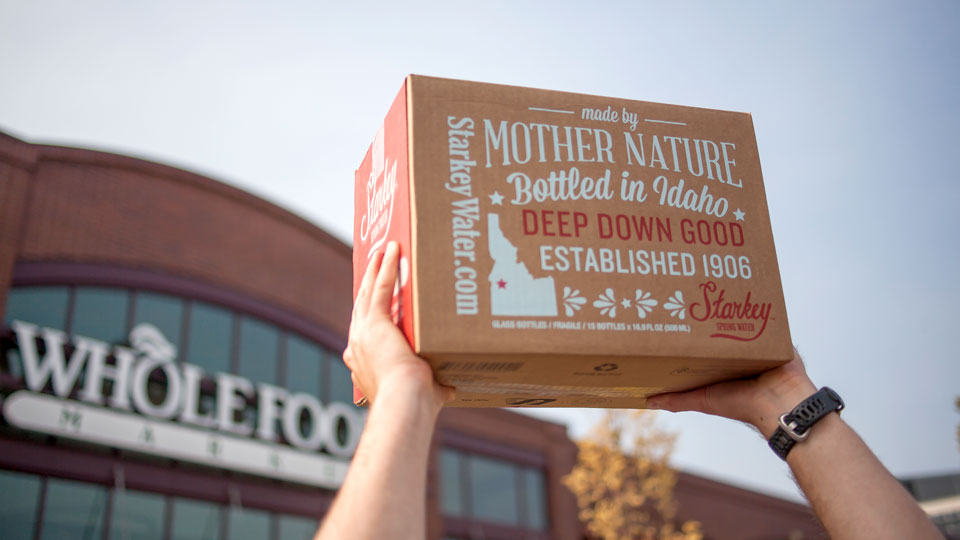 made by
MOTHER NATURE
Bottled in Idaho
DEEP DOWN GOOD
ESTABLISHED 1906
StarkeyWater.com
GLASS BOTTLES / FRAGILE / 15 BOTTLES / 16.9 FL OZ (500 ML)
Starkey
SPRING WATER
Starkey
WHOLE FOO